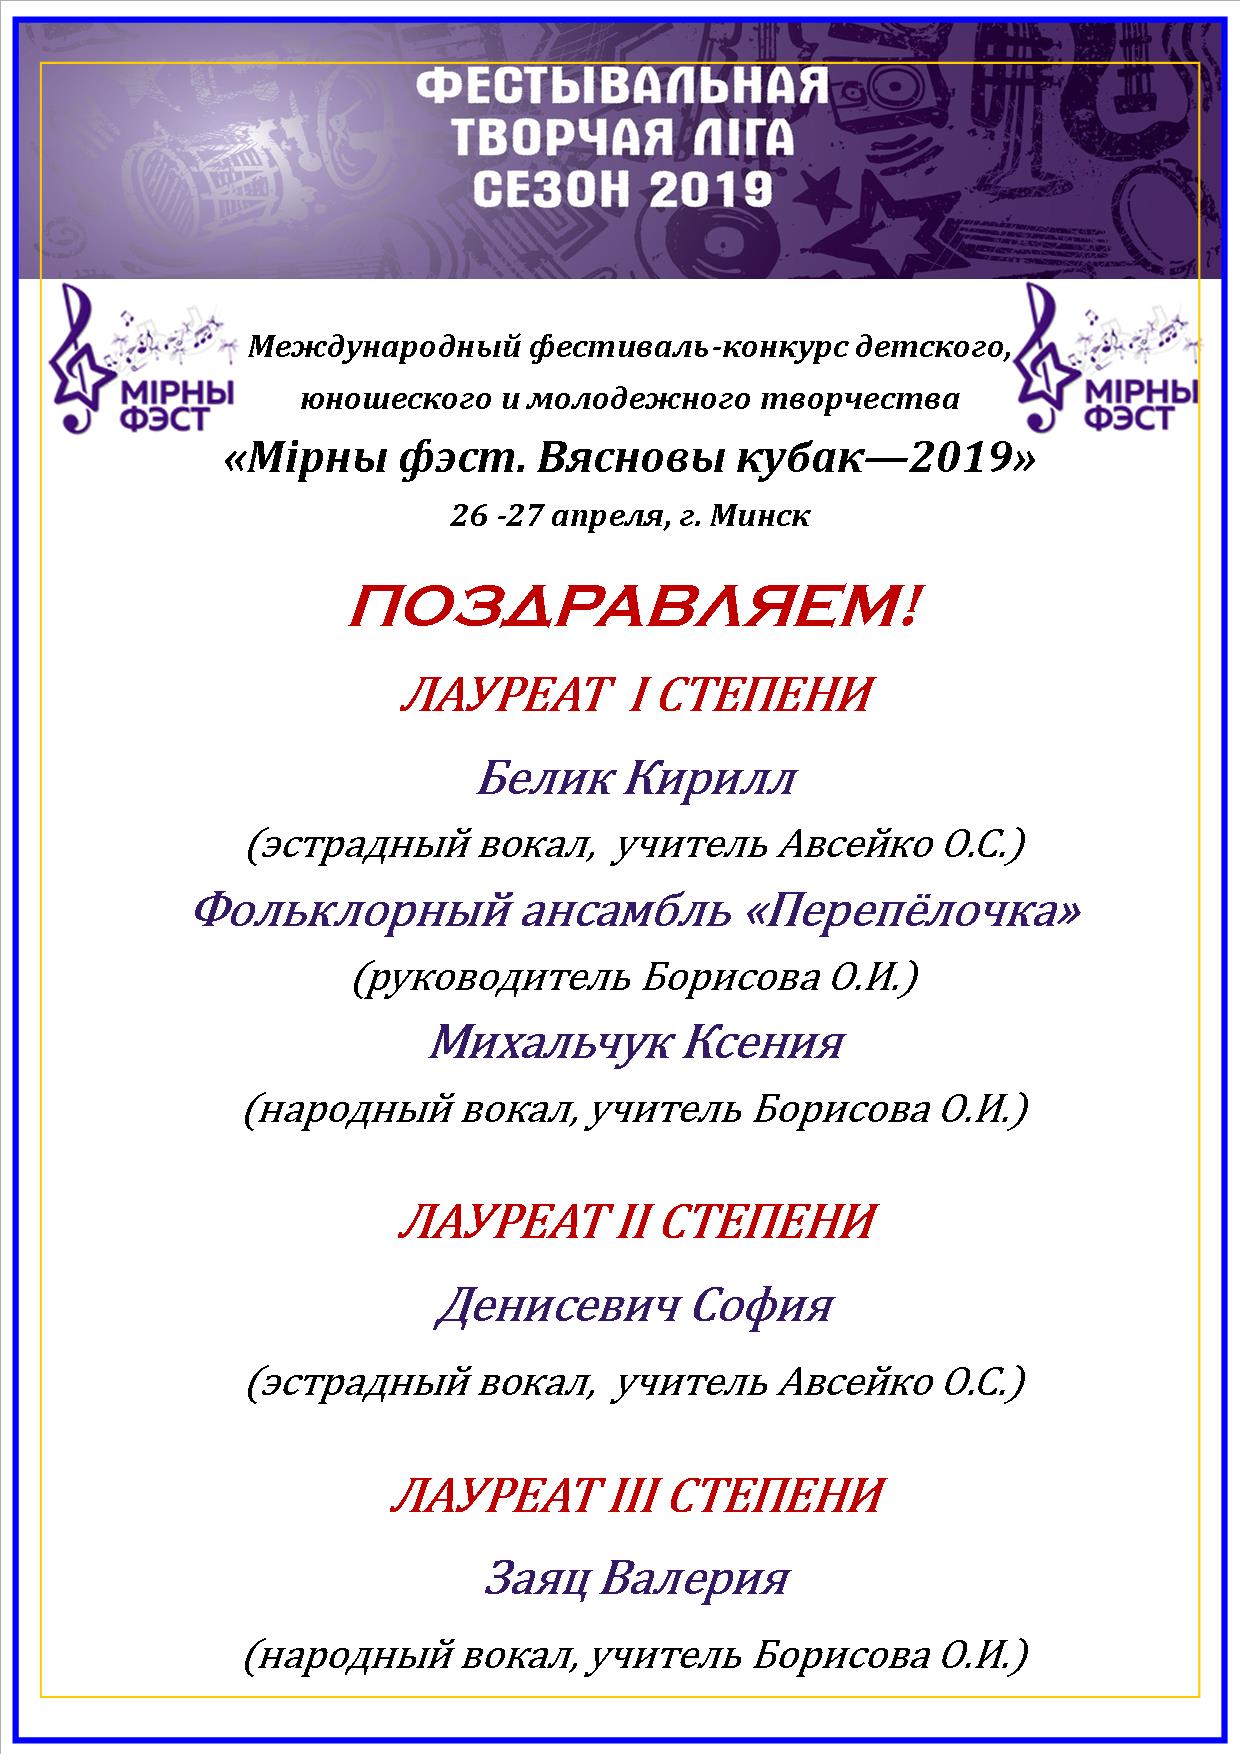 ФЕСТЫВАЛЬНАЯ
ТВОРЧАЯ ЛІГА
СЕЗОН 2019
МІРНЫ
ФЭСТ
МІРНЫ
ФЭСТ
Международный фестиваль-конкурс детского,
юношеского и молодежного творчества
«Мірны фэст. Вясновы кубак—2019»
26 -27 апреля, г. Минск
ПОЗДРАВЛЯЕМ!
ЛАУРЕАТ I СТЕПЕНИ
Белик Кирилл
(эстрадный вокал, учитель Авсейко О.С.)
Фольклорный ансамбль «Перепёлочка»
(руководитель Борисова О.И.)
Михальчук Ксения
(народный вокал, учитель Борисова О.И.)
ЛАУРЕАТ II СТЕПЕНИ
Денисевич София
(эстрадный вокал, учитель Авсейко О.С.)
ЛАУРЕАТ III СТЕПЕНИ
Заяц Валерия
(народный вокал, учитель Борисова О.И.)